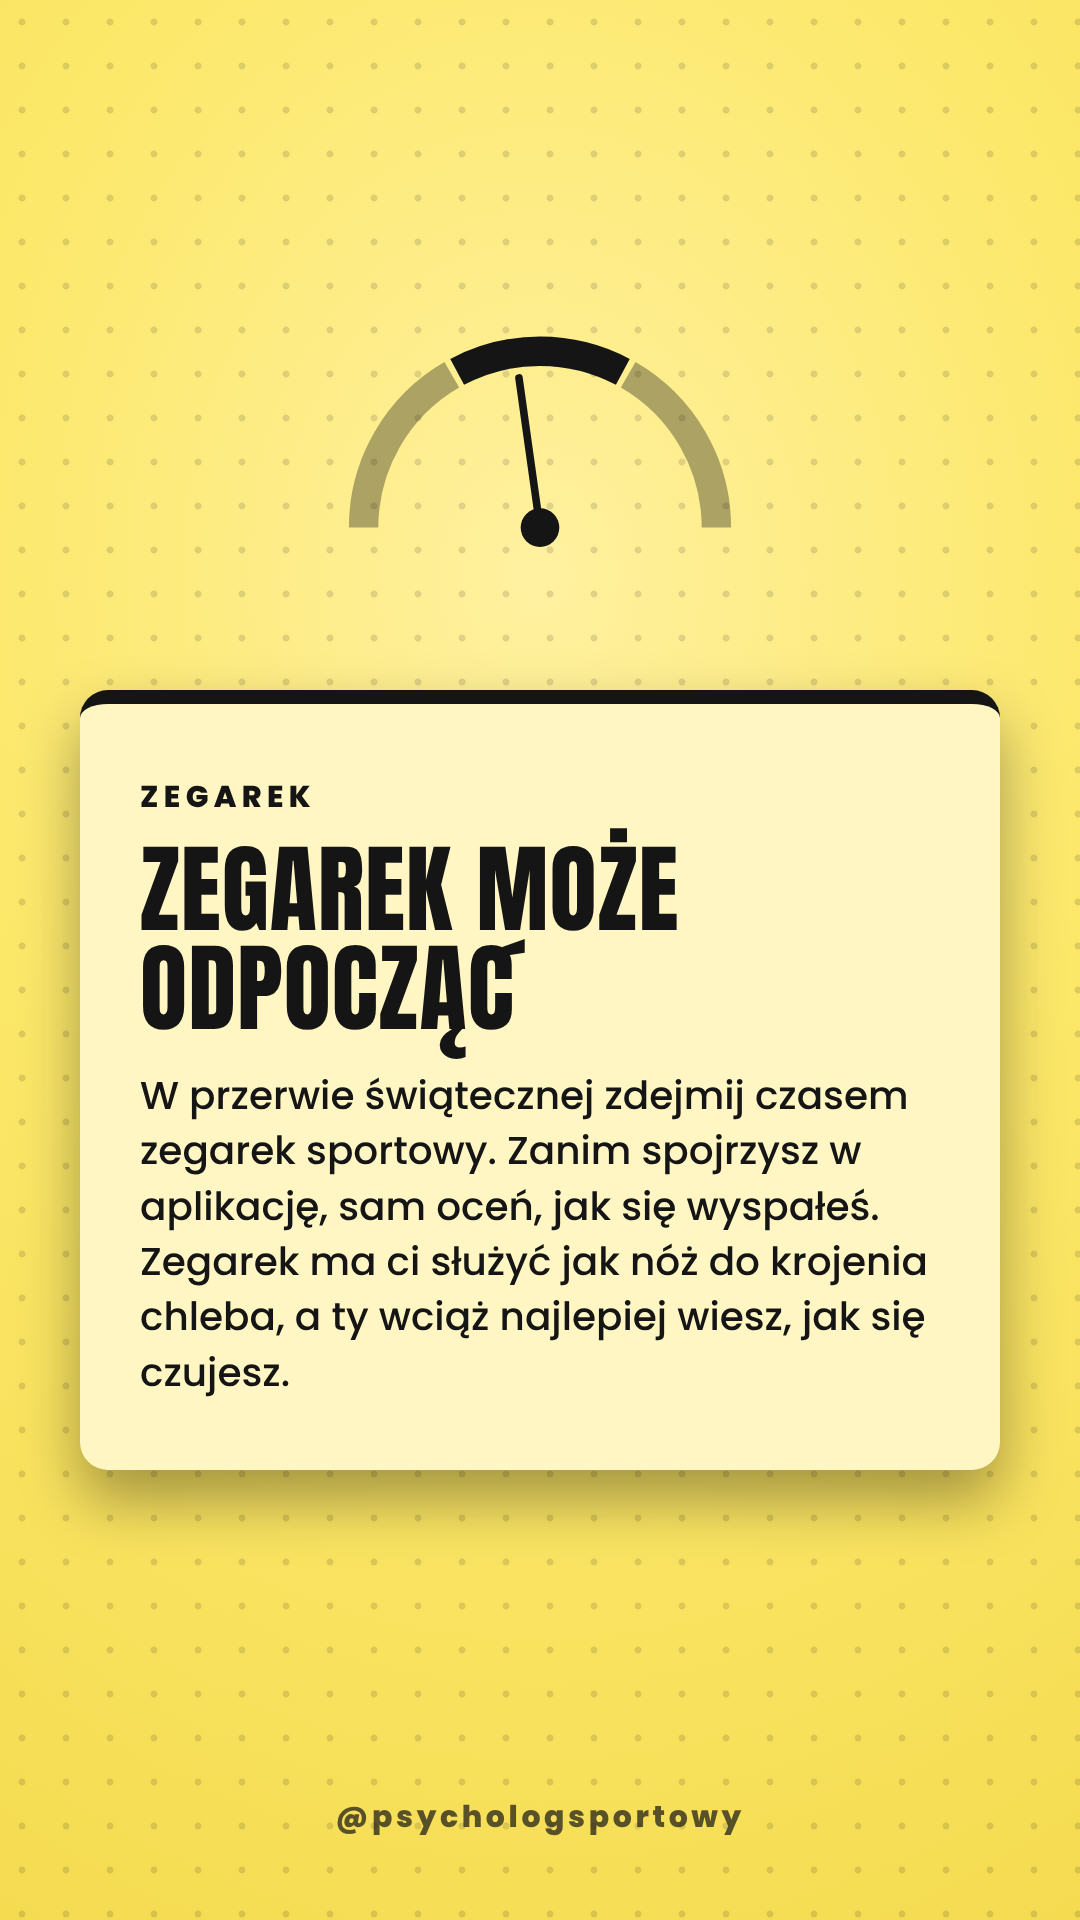 ZEGAREK
ZEGAREK MOŻE
ODPOCZĄĆ
W przerwie świątecznej zdejmij czasem
zegarek sportowy. Zanim spojrzysz w
aplikację, sam oceń, jak się wyspałeś.
Zegarek ma ci służyć jak nóż do krojenia
chleba, a ty wciąż najlepiej wiesz, jak się
czujesz.
@psychologsportowy